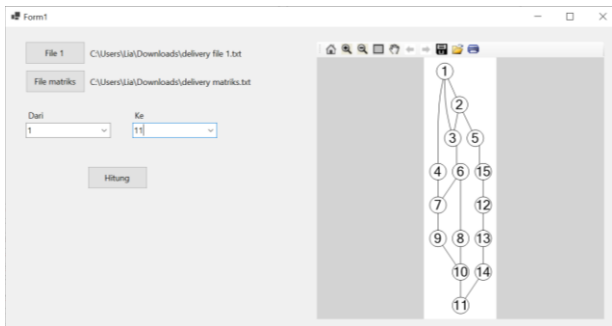 Form1
File 1 C:\Users\Lia\Downloads\delivery file 1.txt
File matriks C:\Users\Lia\Downloads\delivery matriks.txt
Dari Ke
1 11
Hitung
1
2
3 5
4 6 15
7 12
9 8 13
10 14
11